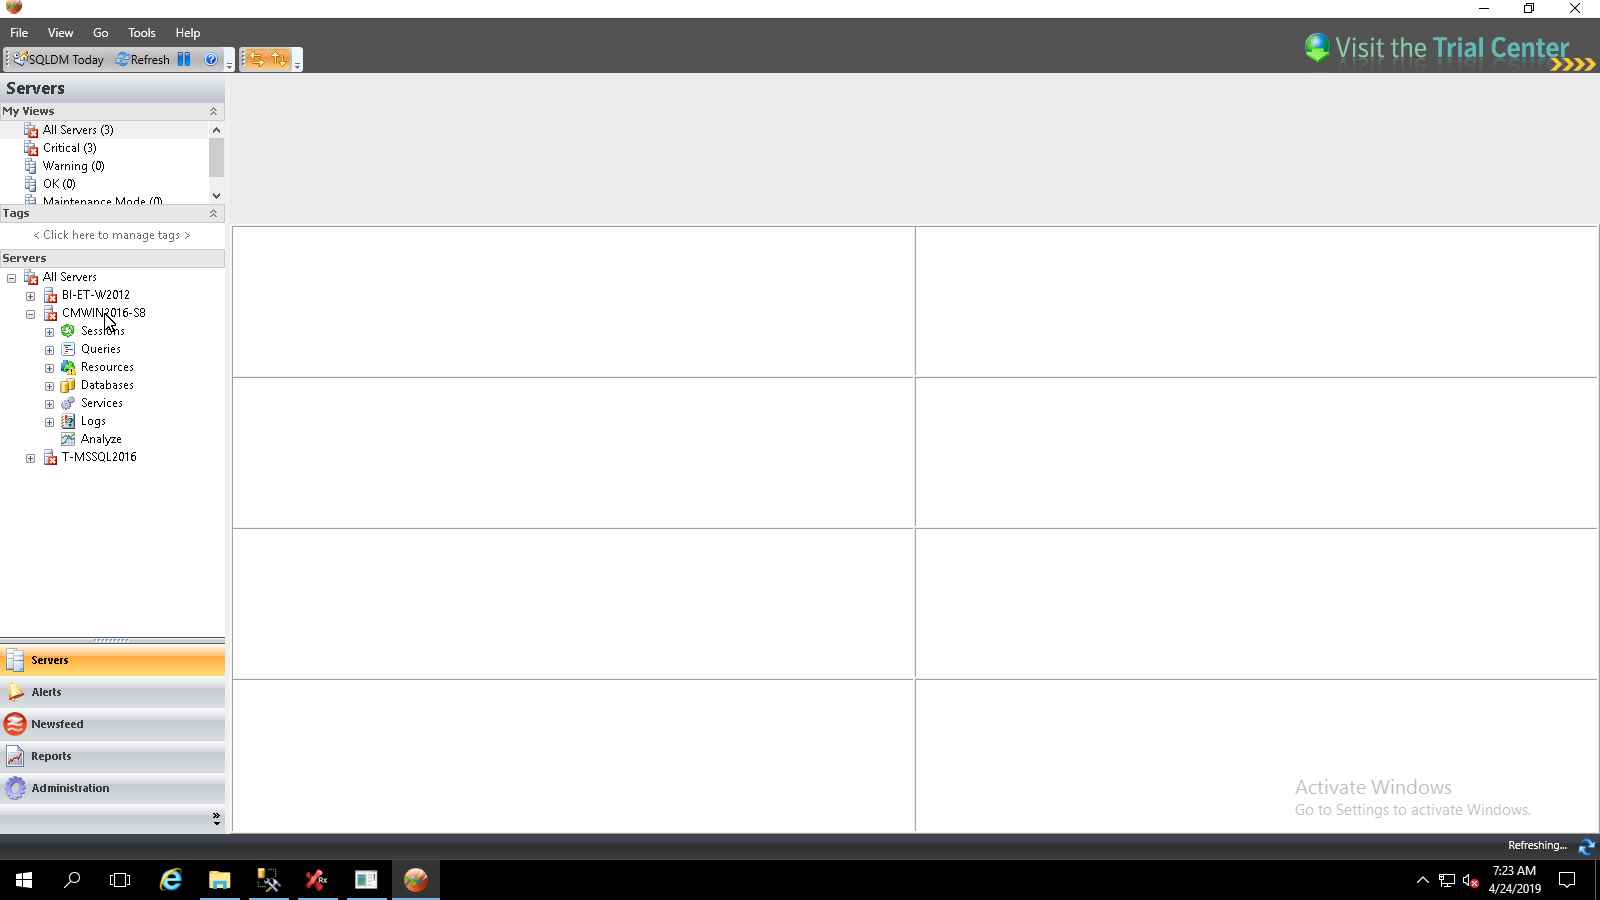 File View Go Tools Help
SQLDM Today Refresh
Visit the Trial Center
Servers
My Views
All Servers (3)
Critical (3)
Warning (0)
OK (0)
Maintenance Mode (0)
Tags
< Click here to manage tags >
Servers
All Servers
BI-ET-W2012
CMWIN2016-S8
Sessions
Queries
Resources
Databases
Services
Logs
Analyze
T-MSSQL2016
Servers
Alerts
Newsfeed
Reports
Administration
Activate Windows
Go to Settings to activate Windows.
Refreshing...
7:23 AM
4/24/2019